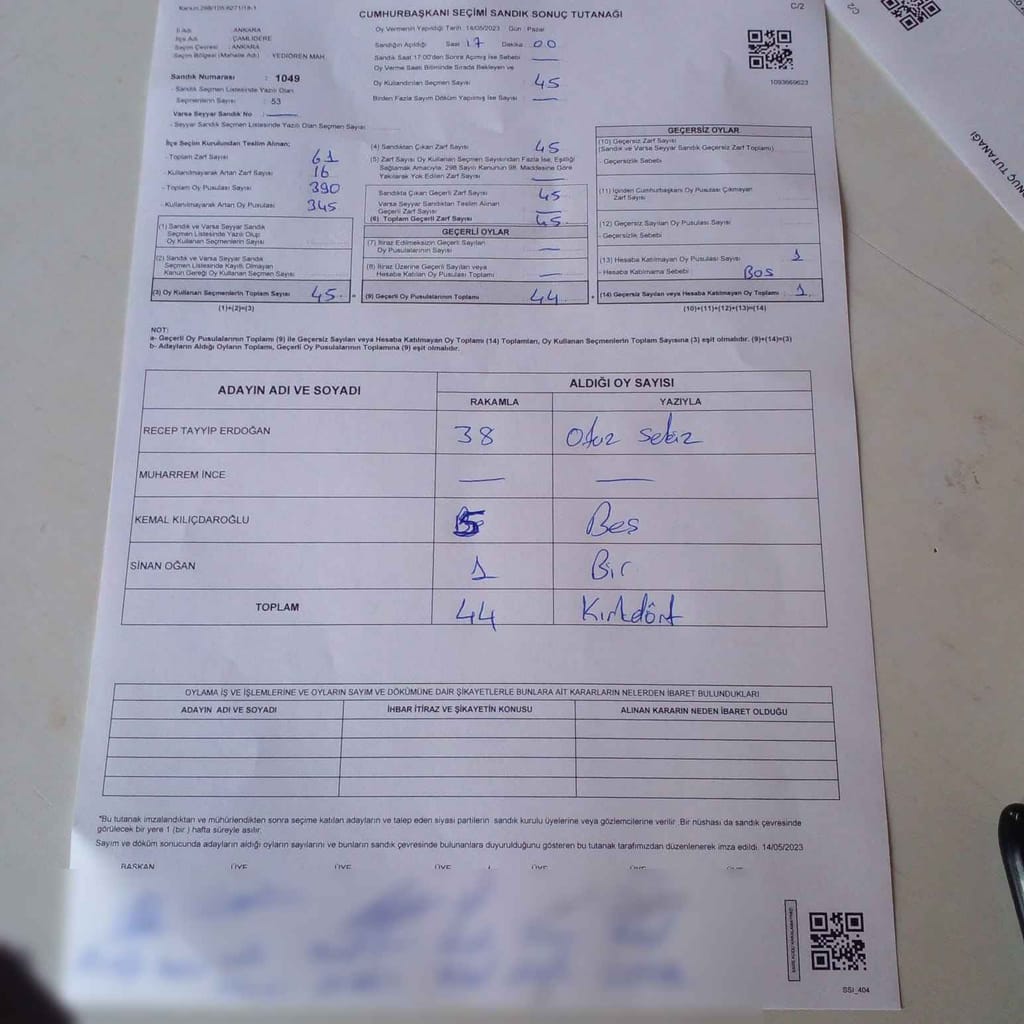 CUMHURBAŞKANI SEÇİMİ SANDIK SONUÇ TUTANAĞI
C/2
İl Adı : ANKARA
İlçe Adı : ÇAMLIDERE
Seçim Çevresi : ANKARA
Seçim Bölgesi (Mahalle Adı) : YEDİÖREN MAH.
Sandık Numarası : 1049
- Sandık Seçmen Listesinde Yazılı Olan
Seçmenlerin Sayısı : 53
Varsa Seyyar Sandık No :
- Seyyar Sandık Seçmen Listesinde Yazılı Olan Seçmen Sayısı
Oy Vermenin Yapıldığı Tarih : 14/05/2023 Gün : Pazar
Sandığın Açıldığı Saat 17 Dakika 00
Sandık Saat 17:00'den Sonra Açılmış İse Sebebi
Oy Verme Saati Bitiminde Sırada Bekleyen ve
Oy Kullandırılan Seçmen Sayısı 45
Birden Fazla Sayım Döküm Yapılmış İse Sayısı
1093669623
İlçe Seçim Kurulundan Teslim Alınan;
- Toplam Zarf Sayısı 61
- Kullanılmayarak Artan Zarf Sayısı 16
- Toplam Oy Pusulası Sayısı 390
- Kullanılmayarak Artan Oy Pusulası 345
(1) Sandık ve Varsa Seyyar Sandık
Seçmen Listesinde Yazılı Olup
Oy Kullanan Seçmenlerin Sayısı
(2) Sandık ve Varsa Seyyar Sandık
Seçmen Listesinde Kayıtlı Olmayan
Kanun Gereği Oy Kullanan Seçmen Sayısı
(3) Oy Kullanan Seçmenlerin Toplam Sayısı 45
(1)+(2)=(3)
(4) Sandıktan Çıkan Zarf Sayısı 45
(5) Zarf Sayısı Oy Kullanan Seçmen Sayısından Fazla İse, Eşitliği
Sağlamak Amacıyla; 298 Sayılı Kanunun 98. Maddesine Göre
Yakılarak Yok Edilen Zarf Sayısı
Sandıkta Çıkan Geçerli Zarf Sayısı 45
Varsa Seyyar Sandıktan Teslim Alınan
Geçerli Zarf Sayısı
(6) Toplam Geçerli Zarf Sayısı 45
GEÇERLİ OYLAR
(7) İtiraz Edilmeksizin Geçerli Sayılan
Oy Pusulalarının Sayısı
(8) İtiraz Üzerine Geçerli Sayılan veya
Hesaba Katılan Oy Pusulası Toplamı
(9) Geçerli Oy Pusulalarının Toplamı 44
GEÇERSİZ OYLAR
(10) Geçersiz Zarf Sayısı
(Sandık ve Varsa Seyyar Sandık Geçersiz Zarf Toplamı)
- Geçersizlik Sebebi
(11) İçinden Cumhurbaşkanı Oy Pusulası Çıkmayan
Zarf Sayısı
(12) Geçersiz Sayılan Oy Pusulası Sayısı
- Geçersizlik Sebebi
(13) Hesaba Katılmayan Oy Pusulası Sayısı 1
- Hesaba Katılmama Sebebi Bos
(14) Geçersiz Sayılan veya Hesaba Katılmayan Oy Toplamı : 1
(10)+(11)+(12)+(13)=(14)
NOT:
a- Geçerli Oy Pusulalarının Toplamı (9) ile Geçersiz Sayılan veya Hesaba Katılmayan Oy Toplamı (14) Toplamları, Oy Kullanan Seçmenlerin Toplam Sayısına (3) eşit olmalıdır. (9)+(14)=(3)
b- Adayların Aldığı Oyların Toplamı, Geçerli Oy Pusulalarının Toplamına (9) eşit olmalıdır.
ADAYIN ADI VE SOYADI
ALDIĞI OY SAYISI
RAKAMLA YAZIYLA
RECEP TAYYİP ERDOĞAN 38 Otuz Sekiz
MUHARREM İNCE
KEMAL KILIÇDAROĞLU 5 Beş
SİNAN OĞAN 1 Bir
TOPLAM 44 Kırkdört
OYLAMA İŞ VE İŞLEMLERİNE VE OYLARIN SAYIM VE DÖKÜMÜNE DAİR ŞİKAYETLERLE BUNLARA AİT KARARLARIN NELERDEN İBARET BULUNDUKLARI
ADAYIN ADI VE SOYADI İHBAR İTİRAZ VE ŞİKAYETİN KONUSU ALINAN KARARIN NEDEN İBARET OLDUĞU
*Bu tutanak imzalandıktan ve mühürlendikten sonra seçime katılan adayların ve talep eden siyasi partilerin sandık kurulu üyelerine veya gözlemcilerine verilir. Bir nüshası da sandık çevresinde
görülecek bir yere 1 (bir) hafta süreyle asılır.
Sayım ve döküm sonucunda adayların aldığı oyların sayılarını ve bunların sandık çevresinde bulunanlara duyurulduğunu gösteren bu tutanak tarafımızdan düzenlenerek imza edildi. 14/05/2023
BAŞKAN ÜYE ÜYE ÜYE ÜYE ÜYE ÜYE
SSI_404